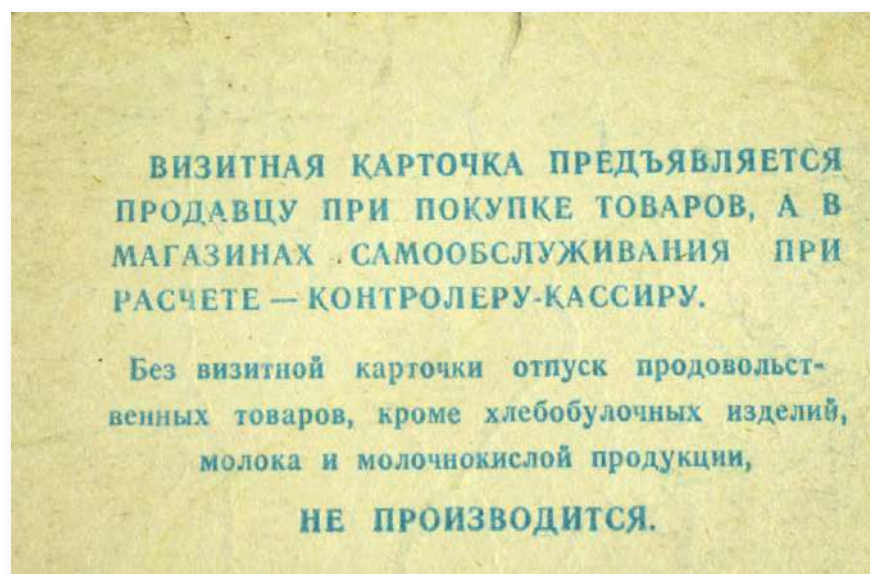 ВИЗИТНАЯ КАРТОЧКА ПРЕДЪЯВЛЯЕТСЯ
ПРОДАВЦУ ПРИ ПОКУПКЕ ТОВАРОВ, А В
МАГАЗИНАХ САМООБСЛУЖИВАНИЯ ПРИ
РАСЧЕТЕ — КОНТРОЛЕРУ-КАССИРУ.
Без визитной карточки отпуск продовольст-
венных товаров, кроме хлебобулочных изделий,
молока и молочнокислой продукции,
НЕ ПРОИЗВОДИТСЯ.